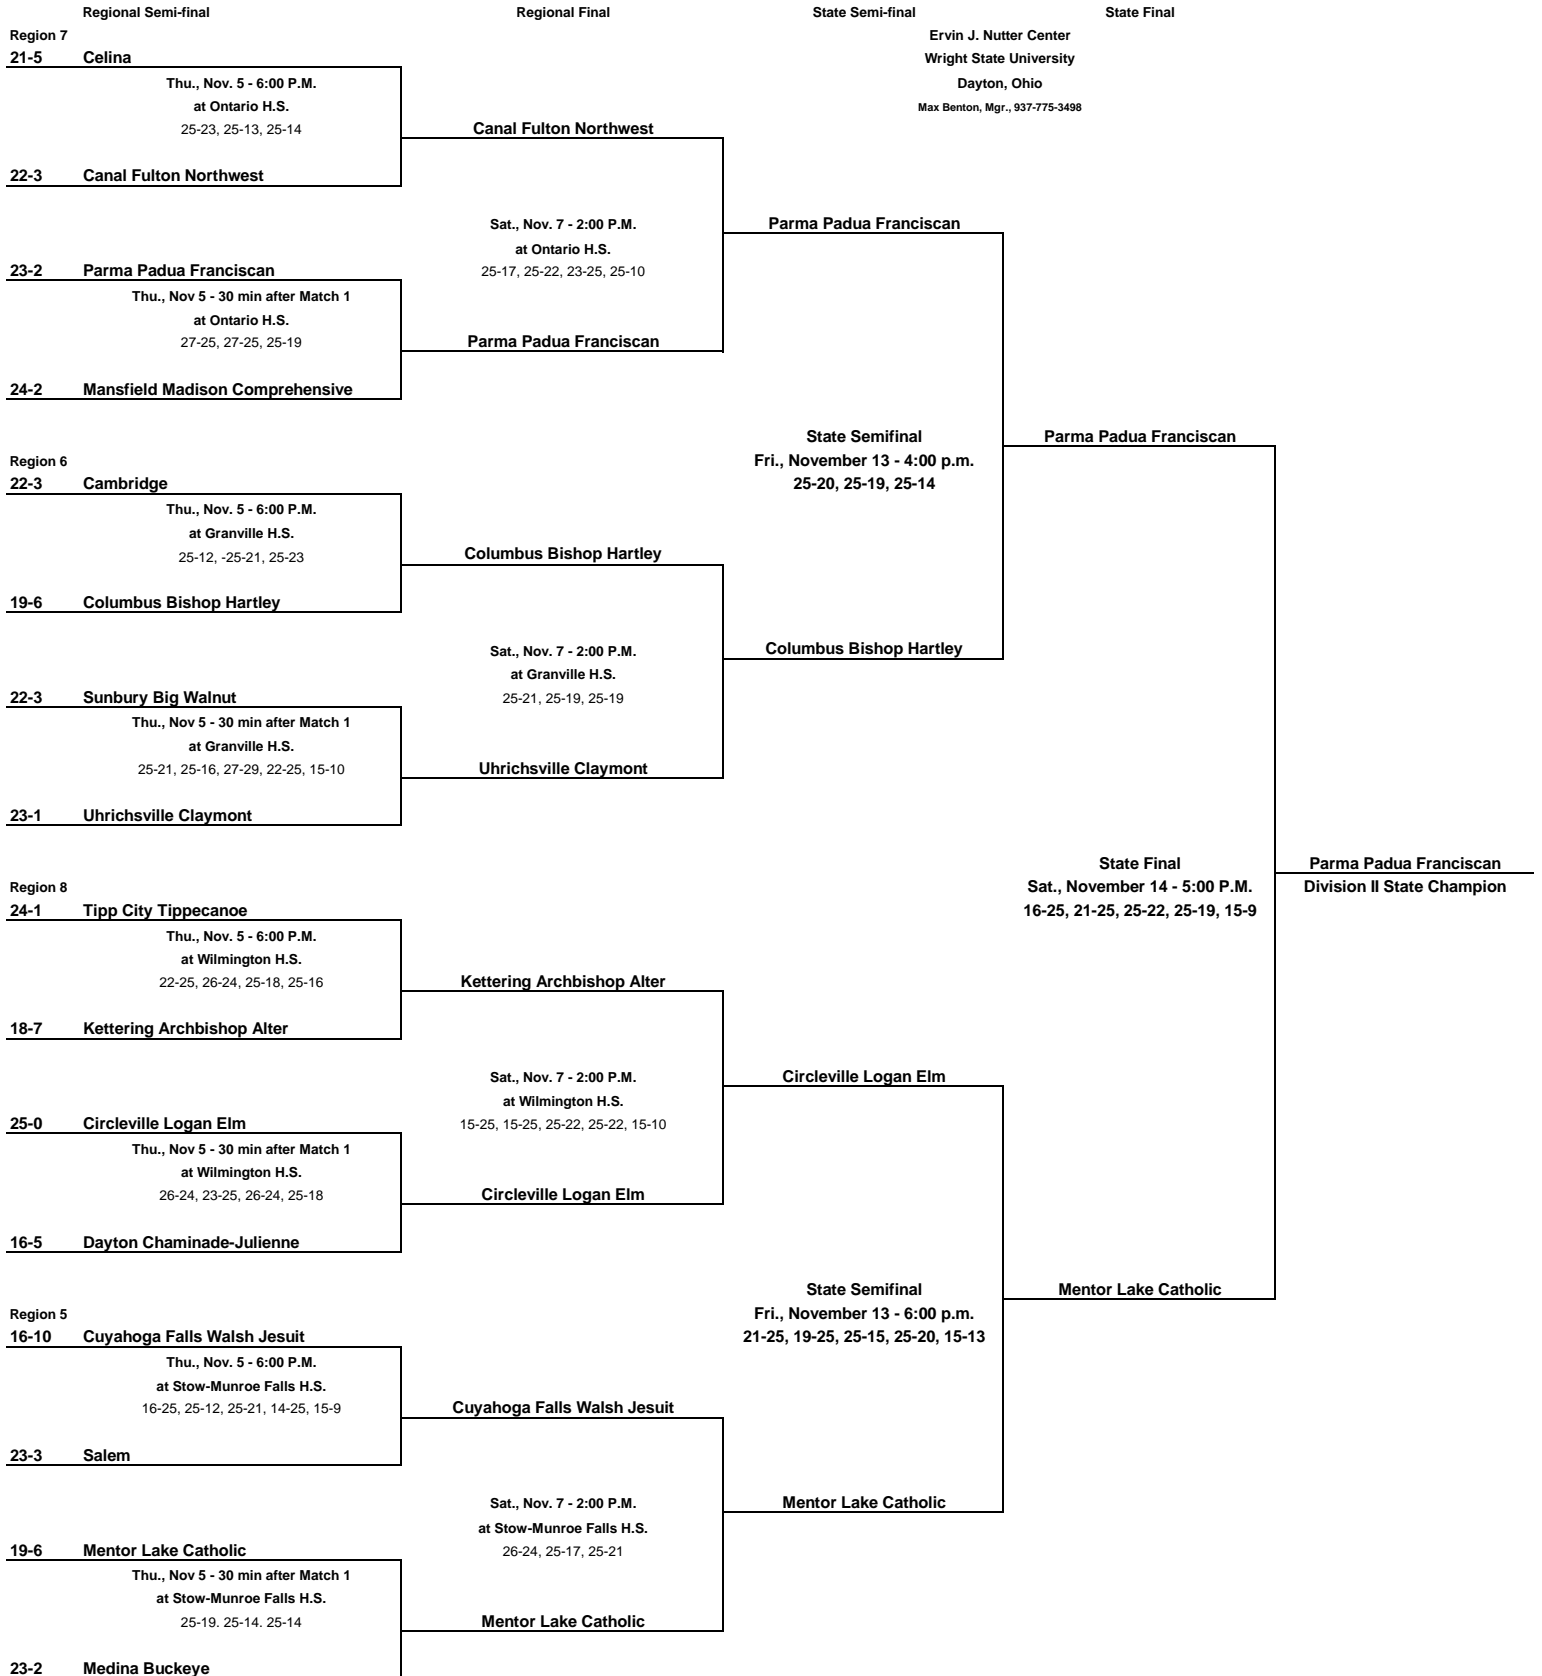 Regional Semi-final Regional Final State Semi-final State Final
Region 7 Ervin J. Nutter Center
21-5 Celina Wright State University
Thu., Nov. 5 - 6:00 P.M. Dayton, Ohio
at Ontario H.S. Max Benton, Mgr., 937-775-3498
25-23, 25-13, 25-14 Canal Fulton Northwest
22-3 Canal Fulton Northwest
Sat., Nov. 7 - 2:00 P.M. Parma Padua Franciscan
at Ontario H.S.
23-2 Parma Padua Franciscan 25-17, 25-22, 23-25, 25-10
Thu., Nov 5 - 30 min after Match 1
at Ontario H.S.
27-25, 27-25, 25-19 Parma Padua Franciscan
24-2 Mansfield Madison Comprehensive
State Semifinal Parma Padua Franciscan
Region 6 Fri., November 13 - 4:00 p.m.
22-3 Cambridge 25-20, 25-19, 25-14
Thu., Nov. 5 - 6:00 P.M.
at Granville H.S.
25-12, -25-21, 25-23 Columbus Bishop Hartley
19-6 Columbus Bishop Hartley
Sat., Nov. 7 - 2:00 P.M. Columbus Bishop Hartley
at Granville H.S.
22-3 Sunbury Big Walnut 25-21, 25-19, 25-19
Thu., Nov 5 - 30 min after Match 1
at Granville H.S.
25-21, 25-16, 27-29, 22-25, 15-10 Uhrichsville Claymont
23-1 Uhrichsville Claymont
State Final Parma Padua Franciscan
Region 8 Sat., November 14 - 5:00 P.M. Division II State Champion
24-1 Tipp City Tippecanoe 16-25, 21-25, 25-22, 25-19, 15-9
Thu., Nov. 5 - 6:00 P.M.
at Wilmington H.S.
22-25, 26-24, 25-18, 25-16 Kettering Archbishop Alter
18-7 Kettering Archbishop Alter
Sat., Nov. 7 - 2:00 P.M. Circleville Logan Elm
at Wilmington H.S.
25-0 Circleville Logan Elm 15-25, 15-25, 25-22, 25-22, 15-10
Thu., Nov 5 - 30 min after Match 1
at Wilmington H.S.
26-24, 23-25, 26-24, 25-18 Circleville Logan Elm
16-5 Dayton Chaminade-Julienne
State Semifinal Mentor Lake Catholic
Region 5 Fri., November 13 - 6:00 p.m.
16-10 Cuyahoga Falls Walsh Jesuit 21-25, 19-25, 25-15, 25-20, 15-13
Thu., Nov. 5 - 6:00 P.M.
at Stow-Munroe Falls H.S.
16-25, 25-12, 25-21, 14-25, 15-9 Cuyahoga Falls Walsh Jesuit
23-3 Salem
Sat., Nov. 7 - 2:00 P.M. Mentor Lake Catholic
at Stow-Munroe Falls H.S.
19-6 Mentor Lake Catholic 26-24, 25-17, 25-21
Thu., Nov 5 - 30 min after Match 1
at Stow-Munroe Falls H.S.
25-19. 25-14. 25-14 Mentor Lake Catholic
23-2 Medina Buckeye